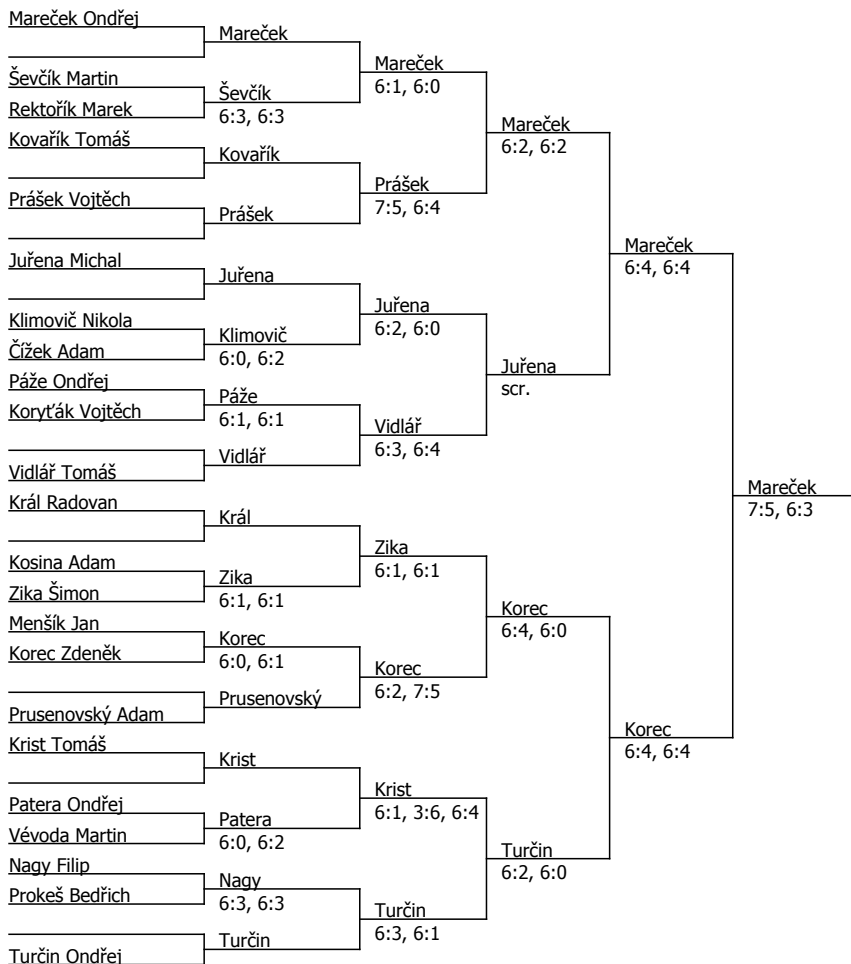 Mareček Ondřej
Ševčík Martin
Rektořík Marek
Kovařík Tomáš
Prášek Vojtěch
Juřena Michal
Klimovič Nikola
Čížek Adam
Páže Ondřej
Koryťák Vojtěch
Vidlář Tomáš
Král Radovan
Kosina Adam
Zika Šimon
Menšík Jan
Korec Zdeněk
Prusenovský Adam
Krist Tomáš
Patera Ondřej
Vévoda Martin
Nagy Filip
Prokeš Bedřich
Turčin Ondřej
Mareček
Ševčík
6:3, 6:3
Kovařík
Prášek
Juřena
Klimovič
6:0, 6:2
Páže
6:1, 6:1
Vidlář
Král
Zika
6:1, 6:1
Korec
6:0, 6:1
Prusenovský
Krist
Patera
6:0, 6:2
Nagy
6:3, 6:3
Turčin
Mareček
6:1, 6:0
Prášek
7:5, 6:4
Juřena
6:2, 6:0
Vidlář
6:3, 6:4
Zika
6:1, 6:1
Korec
6:2, 7:5
Krist
6:1, 3:6, 6:4
Turčin
6:3, 6:1
Mareček
6:2, 6:2
Juřena
scr.
Korec
6:4, 6:0
Turčin
6:2, 6:0
Mareček
6:4, 6:4
Korec
6:4, 6:4
Mareček
7:5, 6:3